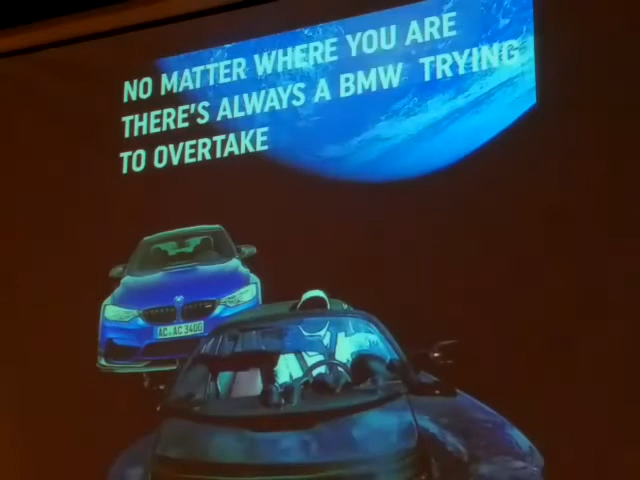 NO MATTER WHERE YOU ARE
THERE'S ALWAYS A BMW TRYING
TO OVERTAKE
AC AC 3400